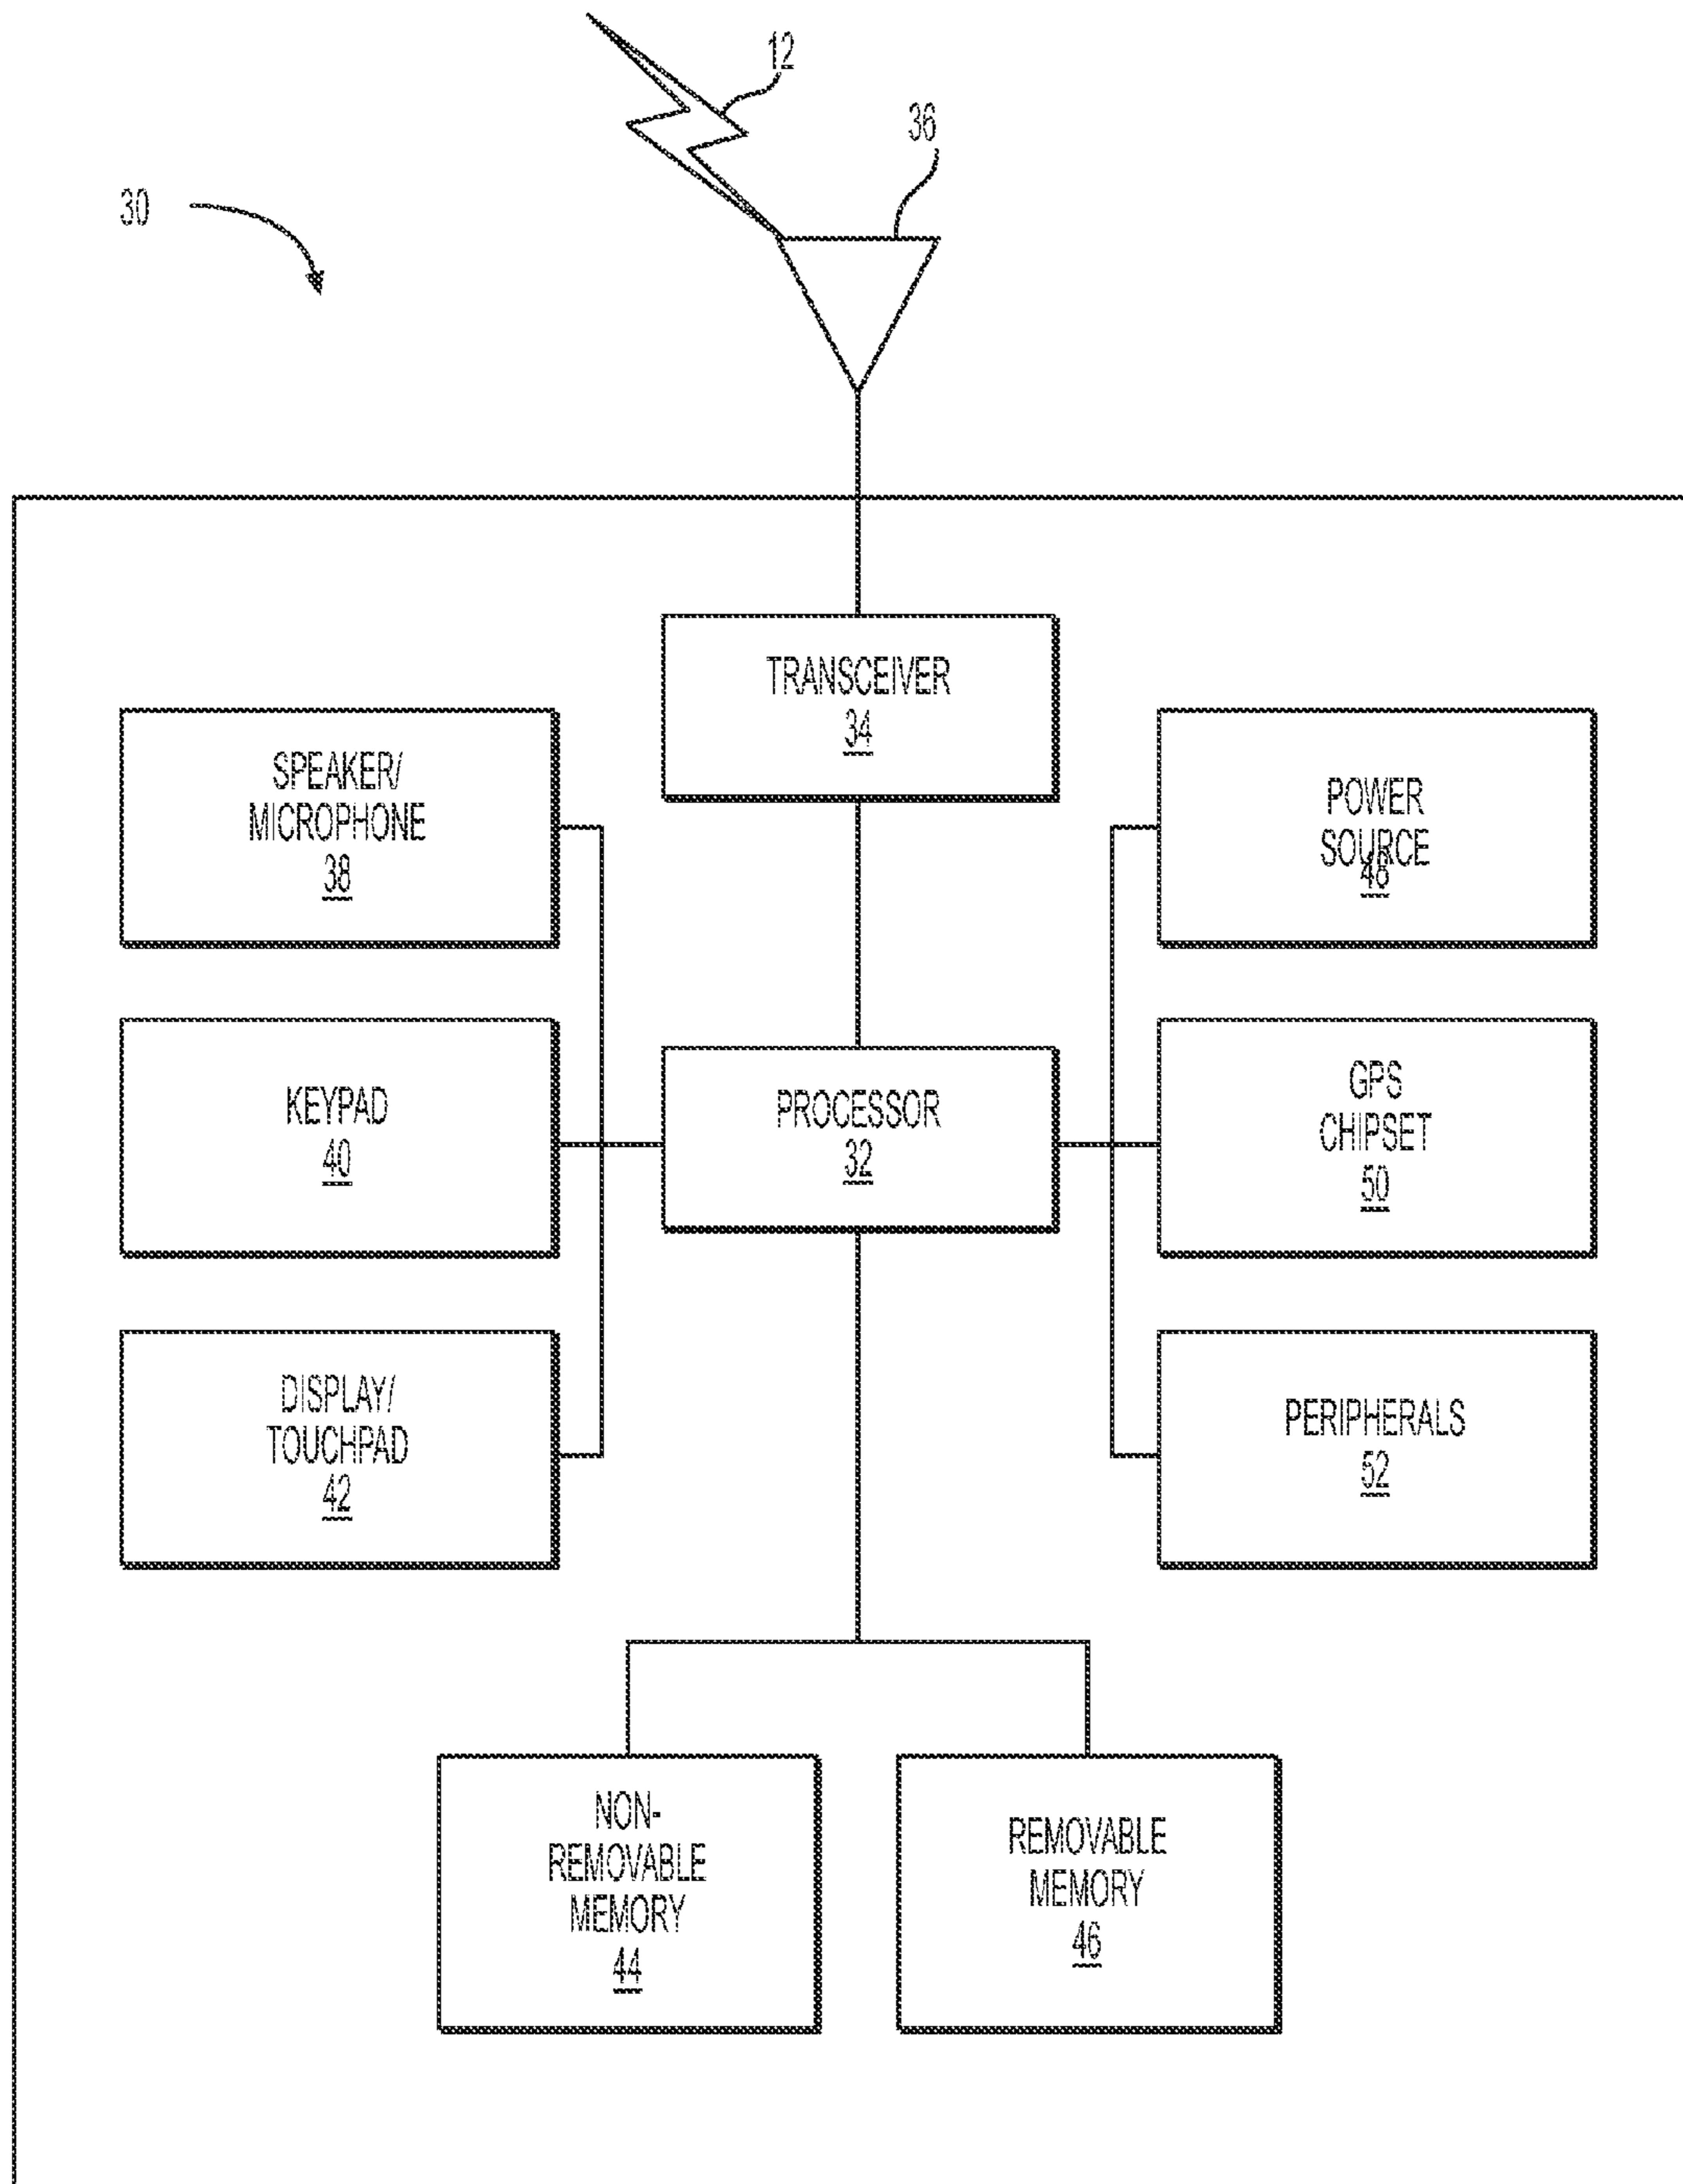 12
36
30
TRANSCEIVER
34
SPEAKER/
MICROPHONE
38
POWER
SOURCE
48
KEYPAD
40
PROCESSOR
32
GPS
CHIPSET
50
DISPLAY/
TOUCHPAD
42
PERIPHERALS
52
NON-
REMOVABLE
MEMORY
44
REMOVABLE
MEMORY
46